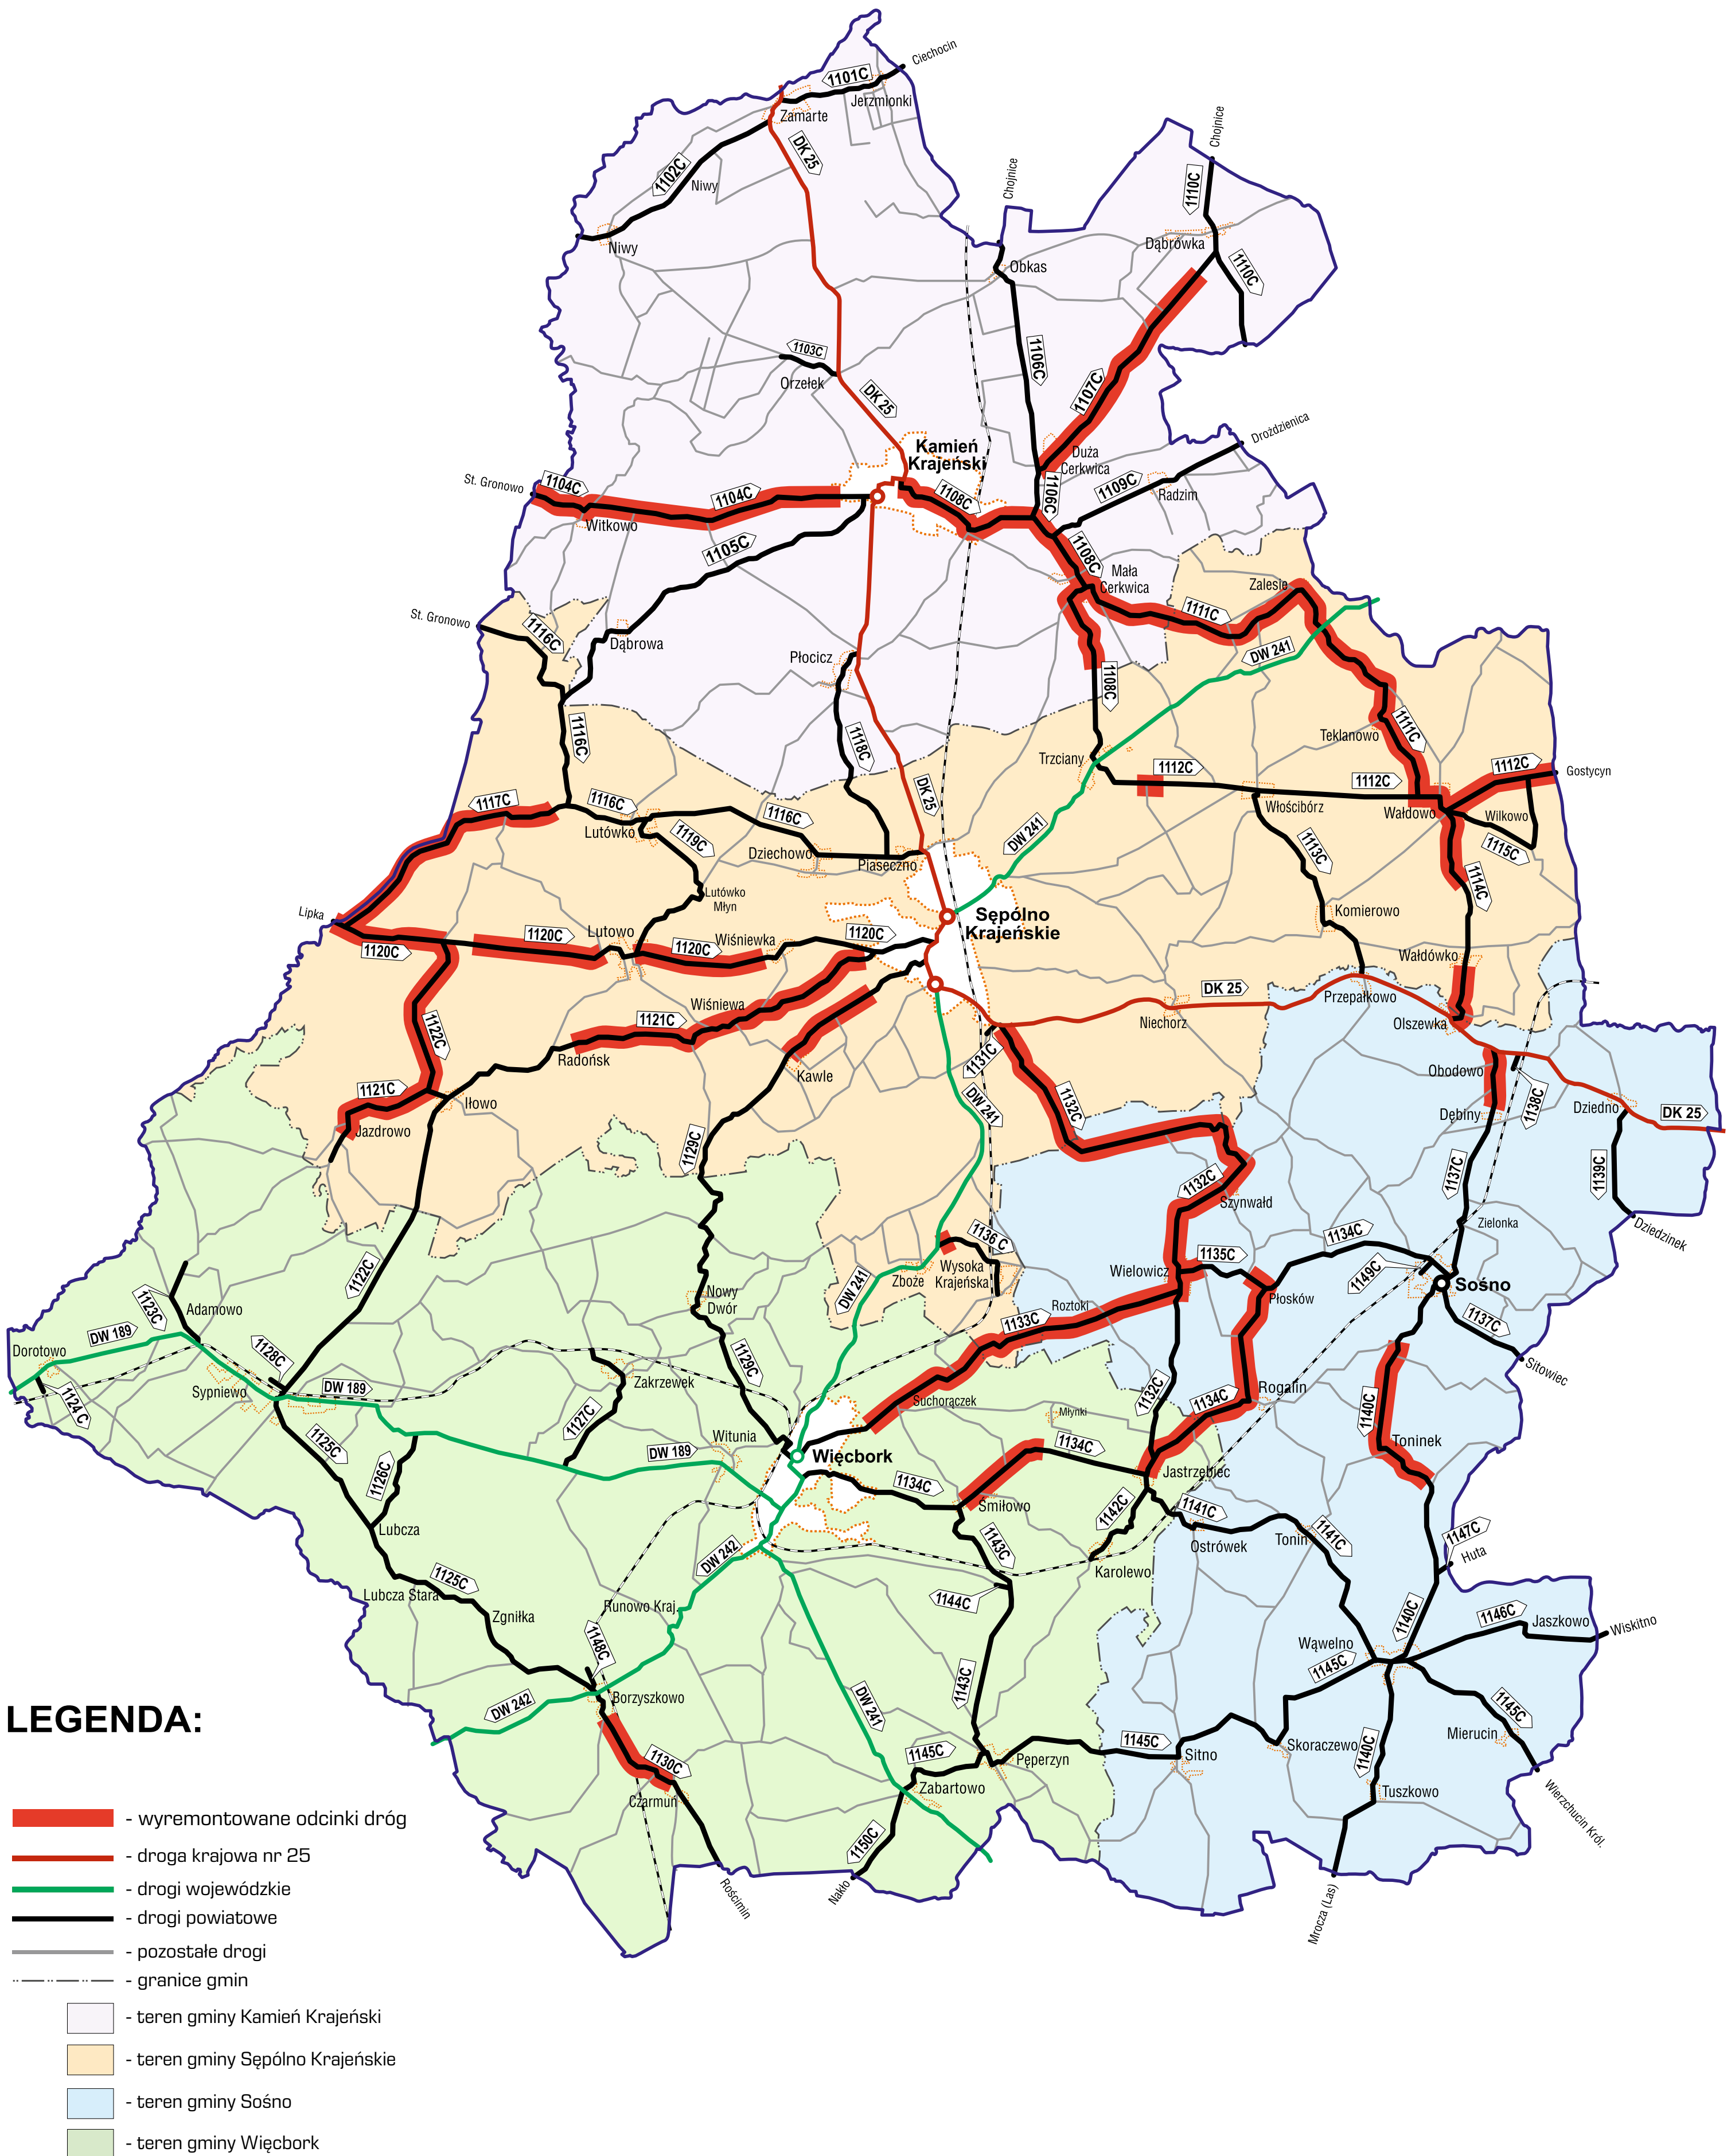 Ciechocin
1101C
Jerzmionki
Zamarte
DK 25
1102C
Niwy
Niwy
Chojnice
Chojnice
1110C
Dąbrówka
1110C
Obkas
1106C
1107C
1103C
Orzełek
DK 25
Kamień
Krajeński
Duża
Cerkwica
Drożdzienica
St. Gronowo
1104C
1104C
1108C
1106C
1109C
Radzim
Witkowo
1105C
1108C
Mała
Cerkwica
Zalesie
1111C
St. Gronowo
1116C
Dąbrowa
Płocicz
DW 241
1108C
1116C
1118C
Teklanowo
1111C
Trzciany
1112C
1112C
1112C
Gostycyn
DK 25
1117C
1116C
1116C
Lutówko
1119C
Dziechowo
Piaseczno
DW 241
Włościbórz
Wałdowo
Wilkowo
1115C
1113C
1114C
Lutówko
Młyn
Lipka
Sępólno
Krajeńskie
Komierowo
1120C
1120C
Lutowo
1120C
Wiśniewka
1120C
Wałdówko
Wiśniewa
1121C
Radońsk
Kawle
DK 25
Niechorz
Przepałkowo
Olszewka
1122C
1121C
Iłowo
Jazdrowo
1131C
DW 241
1132C
Obodowo
Dębiny
1138C
Dziedno
DK 25
1129C
1132C
Szynwałd
1137C
1139C
Zielonka
Dziedzinek
1136 C
Wysoka
Krajeńska
Zboże
Wielowicz
1135C
1134C
1149C
Sośno
Płosków
1137C
Sitowiec
1122C
1123C
Adamowo
DW 189
Dorotowo
1124 C
Sypniewo
1128C
DW 189
Nowy
Dwór
DW 241
1129C
Roztoki
1133C
Zakrzewek
1127C
Suchorączek
Młynki
1132C
1134C
Rogalin
1140C
Toninek
1125C
1126C
Witunia
DW 189
Więcbork
1134C
1134C
Jastrzębiec
Śmiłowo
1142C
1141C
Ostrówek
Tonin
1141C
Lubcza
Karolewo
1143C
1144C
1147C
Huta
DW 242
1125C
Lubcza Stara
Zgniłka
Runowo Kraj.
1148C
1140C
1146C
Jaszkowo
Wiskitno
Wąwelno
1145C
Borzyszkowo
DW 242
DW 241
1143C
1145C
Mierucin
Wierzchucin Król.
1130C
Czarmuń
1145C
Pęperzyn
1145C
Sitno
Skoraczewo
1140C
Tuszkowo
Zabartowo
1150C
Nakło
Rościmin
Mrocza (Las)
LEGENDA:
- wyremontowane odcinki dróg
- droga krajowa nr 25
- drogi wojewódzkie
- drogi powiatowe
- pozostałe drogi
- granice gmin
- teren gminy Kamień Krajeński
- teren gminy Sępólno Krajeńskie
- teren gminy Sośno
- teren gminy Więcbork